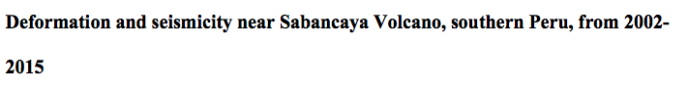 Deformation and seismicity near Sabancaya Volcano, southern Peru, from 2002-
2015